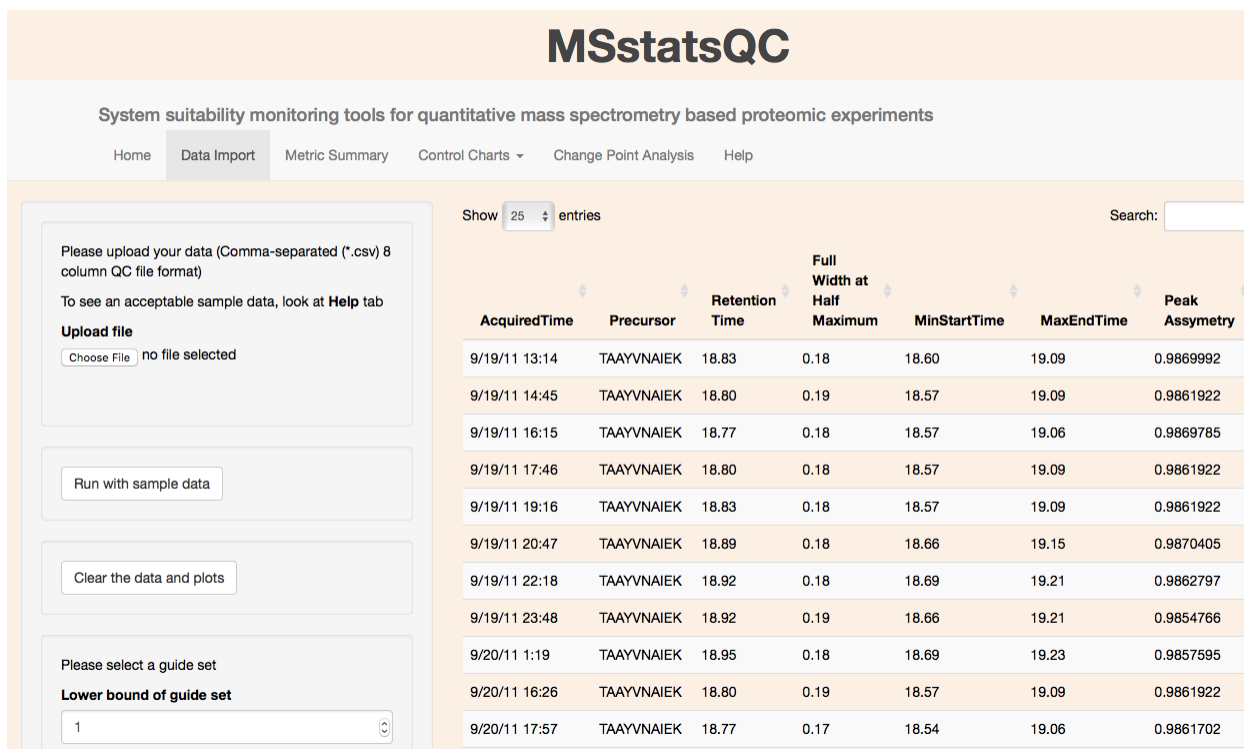 MSstatsQC
System suitability monitoring tools for quantitative mass spectrometry based proteomic experiments
Home Data Import Metric Summary Control Charts Change Point Analysis Help
Please upload your data (Comma-separated (*.csv) 8
column QC file format)
To see an acceptable sample data, look at Help tab
Upload file
Choose File no file selected
Run with sample data
Clear the data and plots
Please select a guide set
Lower bound of guide set
1
Show 25 entries
Search:
AcquiredTime Precursor Retention Time Full Width at Half Maximum MinStartTime MaxEndTime Peak Assymetry
9/19/11 13:14 TAAYVNAIEK 18.83 0.18 18.60 19.09 0.9869992
9/19/11 14:45 TAAYVNAIEK 18.80 0.19 18.57 19.09 0.9861922
9/19/11 16:15 TAAYVNAIEK 18.77 0.18 18.57 19.06 0.9869785
9/19/11 17:46 TAAYVNAIEK 18.80 0.18 18.57 19.09 0.9861922
9/19/11 19:16 TAAYVNAIEK 18.83 0.18 18.57 19.09 0.9861922
9/19/11 20:47 TAAYVNAIEK 18.89 0.18 18.66 19.15 0.9870405
9/19/11 22:18 TAAYVNAIEK 18.92 0.18 18.69 19.21 0.9862797
9/19/11 23:48 TAAYVNAIEK 18.92 0.19 18.66 19.21 0.9854766
9/20/11 1:19 TAAYVNAIEK 18.95 0.18 18.69 19.23 0.9857595
9/20/11 16:26 TAAYVNAIEK 18.80 0.19 18.57 19.09 0.9861922
9/20/11 17:57 TAAYVNAIEK 18.77 0.17 18.54 19.06 0.9861702